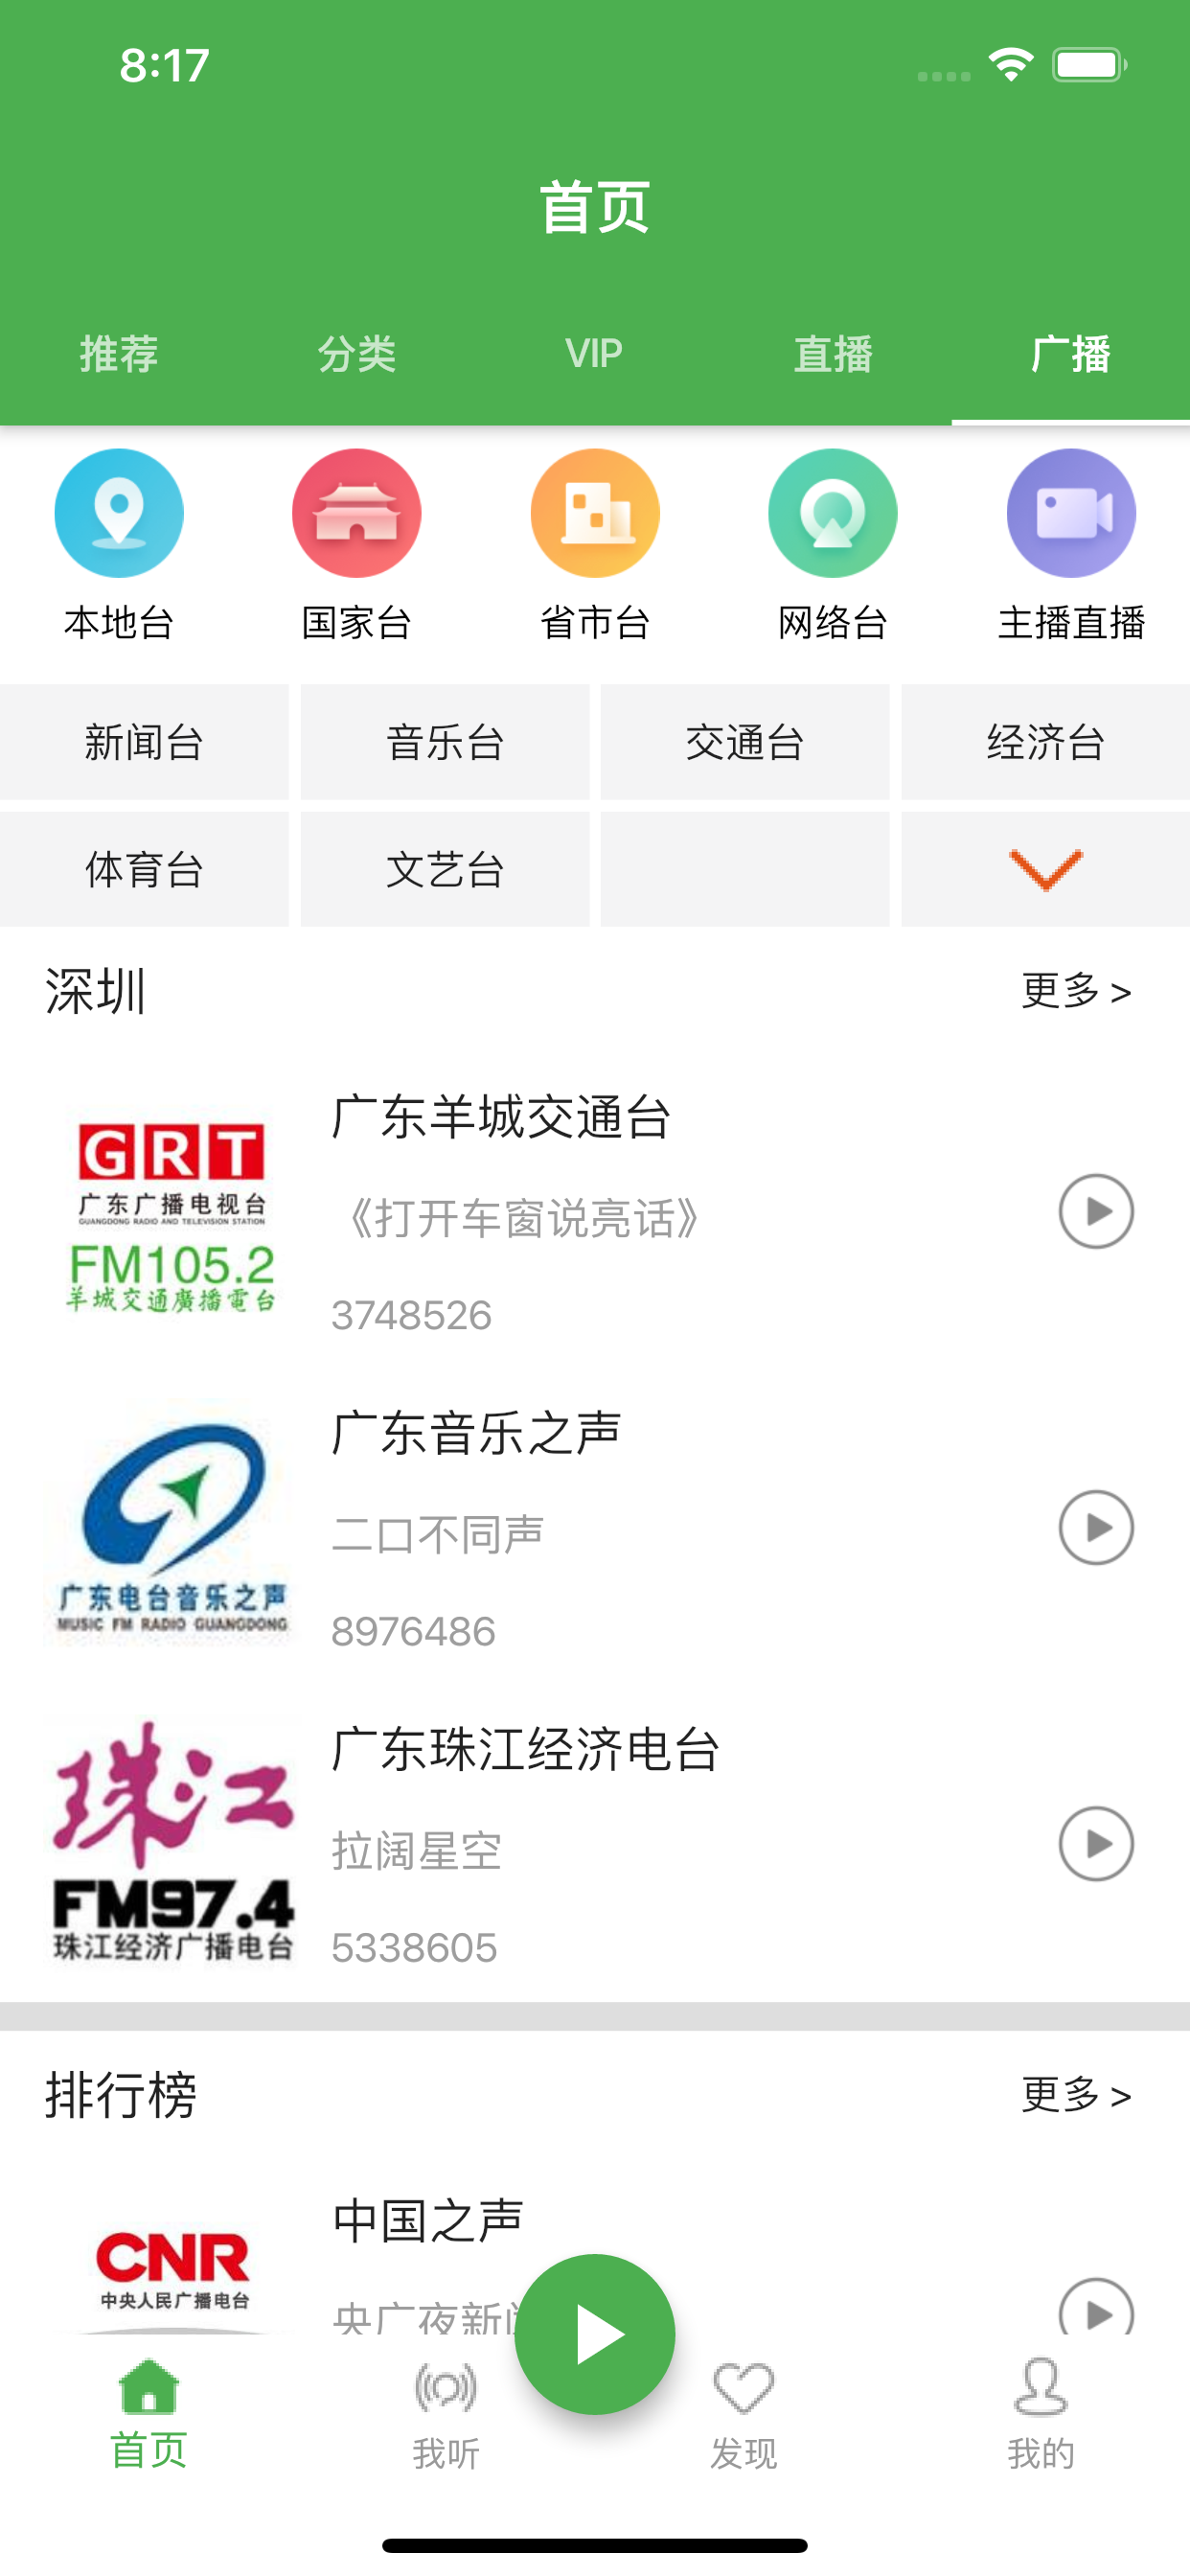 8:17
首页
推荐 分类 VIP 直播 广播
本地台 国家台 省市台 网络台 主播直播
新闻台 音乐台 交通台 经济台
体育台 文艺台
深圳 更多 >
GRT
广东广播电视台
GUANGDONG RADIO AND TELEVISION STATION
FM105.2
羊城交通廣播電台
广东羊城交通台
《打开车窗说亮话》
3748526
广东电台音乐之声
MUSIC FM RADIO GUANGDONG
广东音乐之声
二口不同声
8976486
珠江
FM97.4
珠江经济广播电台
广东珠江经济电台
拉阔星空
5338605
排行榜 更多 >
CNR
中央人民广播电台
中国之声
央广夜新
首页 我听 发现 我的